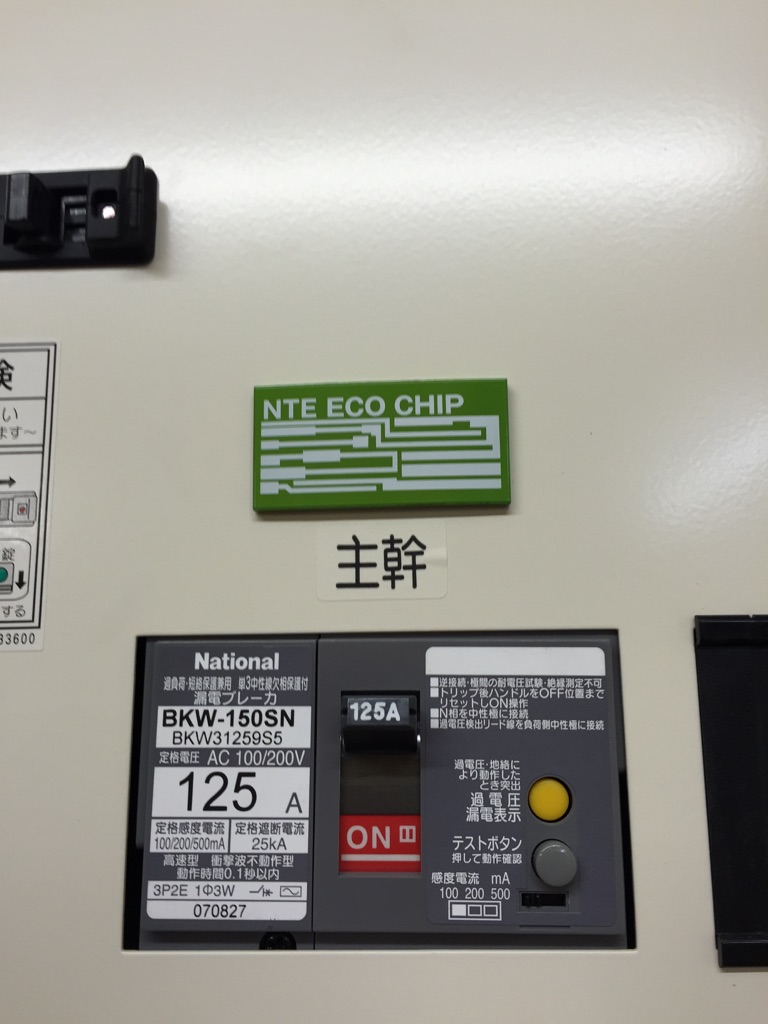 検
い
ます～
錠
する
33600
NTE ECO CHIP
主幹
National
過負荷・短絡保護兼用 単3中性線欠相保護付
漏電ブレーカ
BKW-150SN
BKW31259S5
定格電圧 AC 100/200V
125 A
定格感度電流
100/200/500mA
定格遮断電流
25kA
高速型 衝撃波不動作型
動作時間0.1秒以内
3P2E 1Φ3W
070827
125A
ON
■逆接続・極間の耐電圧試験・絶縁測定不可
■トリップ後ハンドルをOFF位置まで
リセットしON操作
■N相を中性極に接続
■過電圧検出リード線を負荷側中性極に接続
過電圧・地絡に
より動作した
とき突出
過電圧
漏電表示
テストボタン
押して動作確認
感度電流 mA
100 200 500